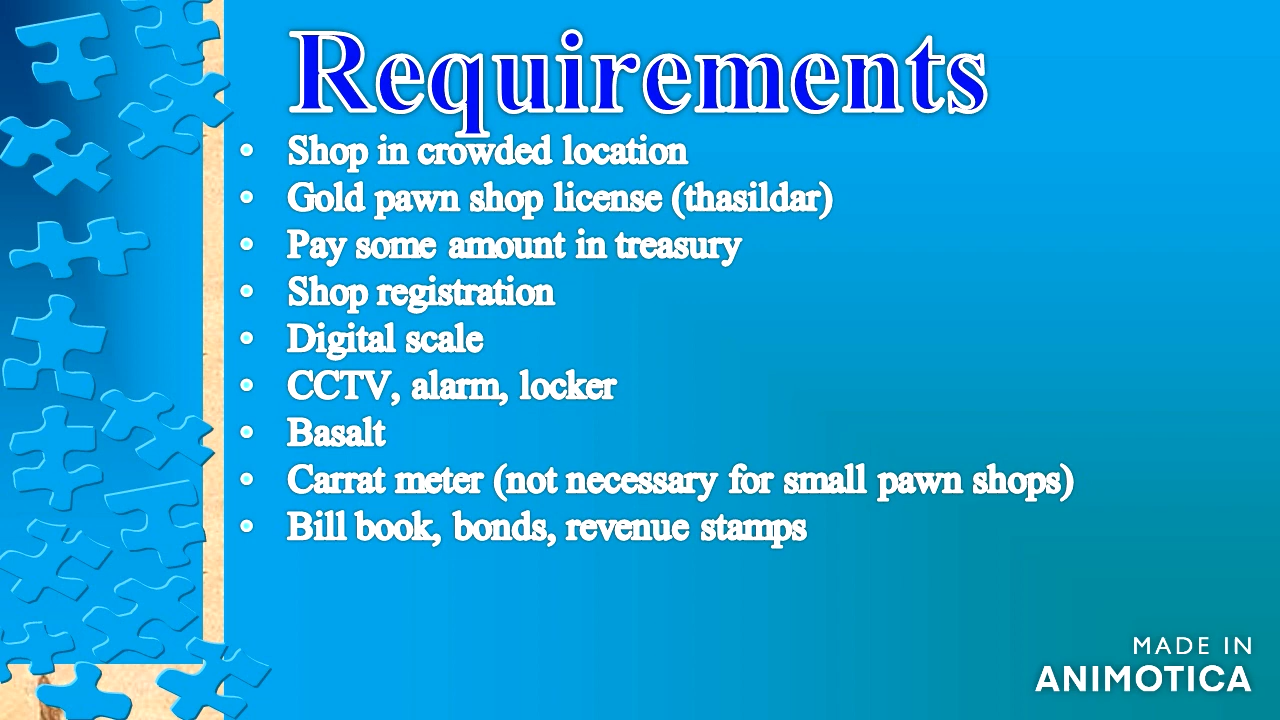 Requirements
• Shop in crowded location
• Gold pawn shop license (thasildar)
• Pay some amount in treasury
• Shop registration
• Digital scale
• CCTV, alarm, locker
• Basalt
• Carrat meter (not necessary for small pawn shops)
• Bill book, bonds, revenue stamps
MADE IN
ANIMOTICA